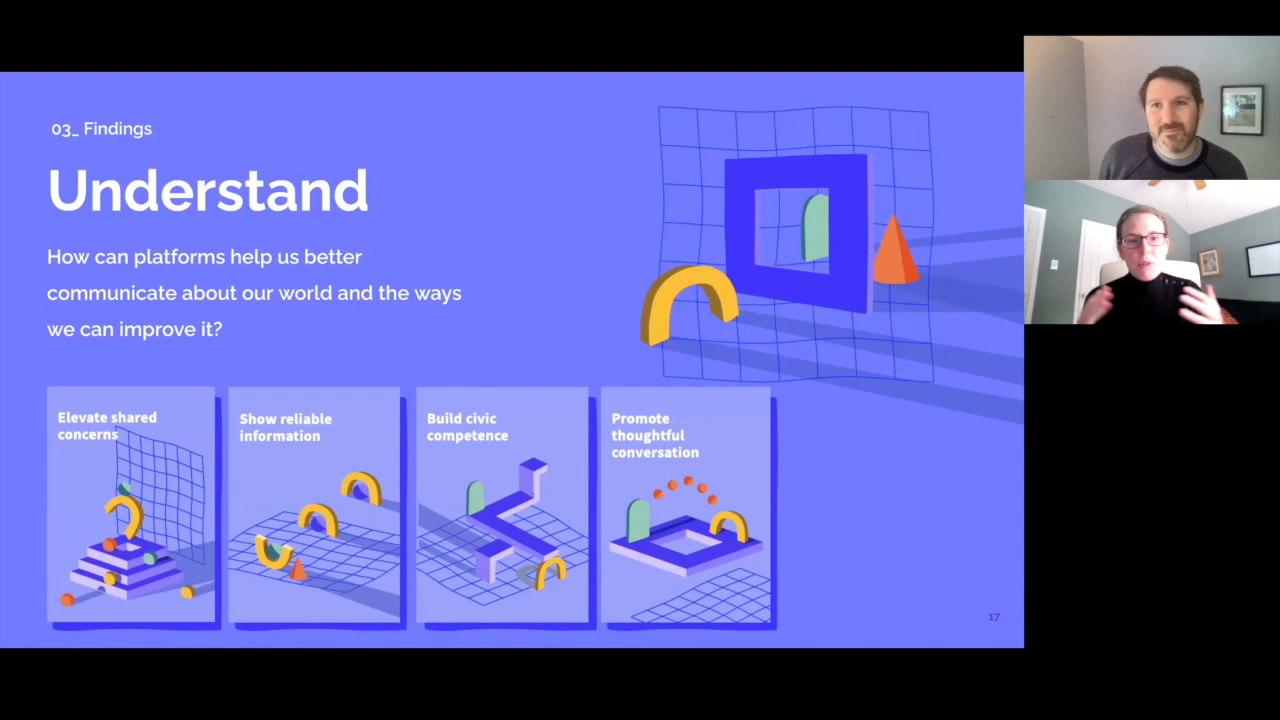 03_ Findings
Understand
How can platforms help us better
communicate about our world and the ways
we can improve it?
Elevate shared
concerns
Show reliable
information
Build civic
competence
Promote
thoughtful
conversation
17